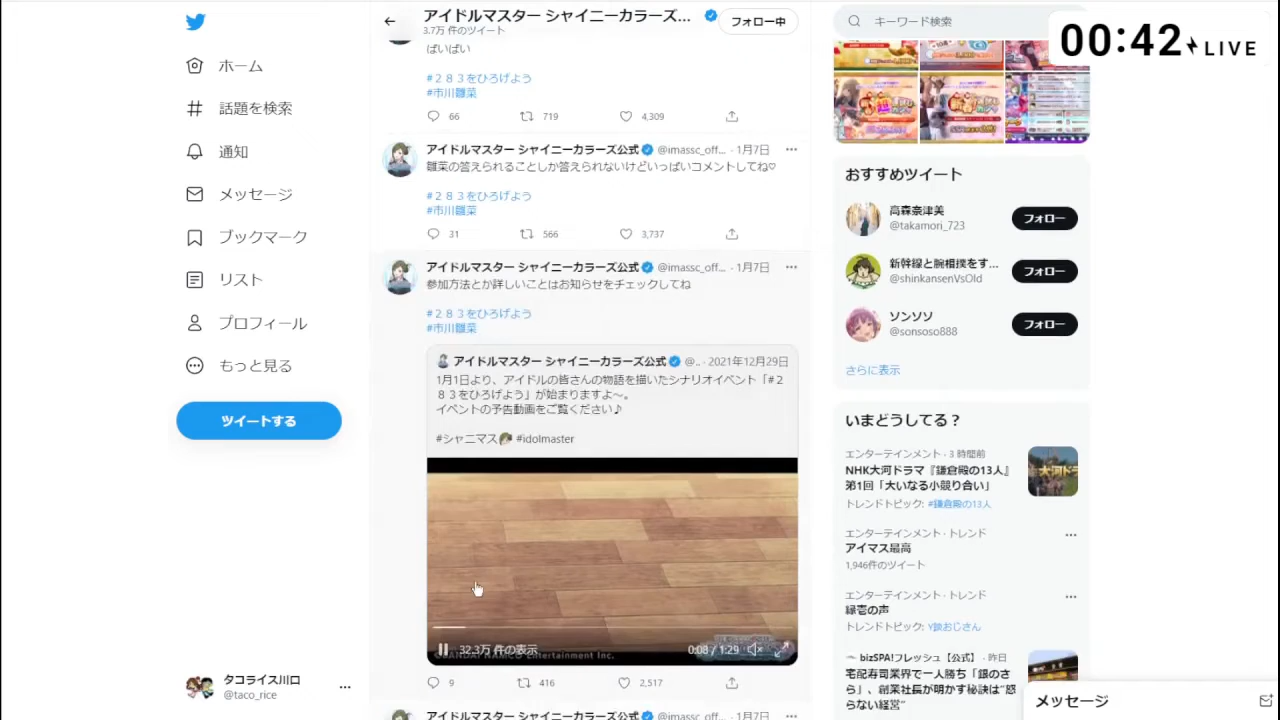 ホーム
話題を検索
通知
メッセージ
ブックマーク
リスト
プロフィール
もっと見る
ツイートする
タコライス川口
@taco_rice
アイドルマスター シャイニーカラーズ...
3.7万 件のツイート
フォロー中
ばいばい
#２８３をひろげよう
#市川雛菜
66
719
4,309
アイドルマスター シャイニーカラーズ公式 @imassc_off... · 1月7日
雛菜の答えられることしか答えられないけどいっぱいコメントしてね♡
#２８３をひろげよう
#市川雛菜
31
566
3,737
アイドルマスター シャイニーカラーズ公式 @imassc_off... · 1月7日
参加方法とか詳しいことはお知らせをチェックしてね
#２８３をひろげよう
#市川雛菜
アイドルマスター シャイニーカラーズ公式 @... · 2021年12月29日
1月1日より、アイドルの皆さんの物語を描いたシナリオイベント「#２
８３をひろげよう」が始まりますよ～。
イベントの予告動画をご覧ください♪
#シャニマス #idolmaster
32.3万 件の表示
0:08 / 1:29
BANDAI NAMCO Entertainment Inc.
9
416
2,517
アイドルマスター シャイニーカラーズ公式 @imassc_off... · 1月7日
キーワード検索
00:42 LIVE
おすすめツイート
高森奈津美
@takamori_723
フォロー
新幹線と腕相撲をす...
@shinkansenVsOld
フォロー
ソンソソ
@sonsoso888
フォロー
さらに表示
いまどうしてる？
エンターテインメント · 3 時間前
NHK大河ドラマ『鎌倉殿の13人』
第1回「大いなる小競り合い」
トレンドトピック: #鎌倉殿の13人
エンターテインメント · トレンド
アイマス最高
1,946件のツイート
エンターテインメント · トレンド
縁壱の声
トレンドトピック: Y談おじさん
bizSPA!フレッシュ【公式】 · 昨日
宅配寿司業界で一人勝ち「銀のさ
ら」、創業社長が明かす秘訣は“怒
らない経営”
メッセージ